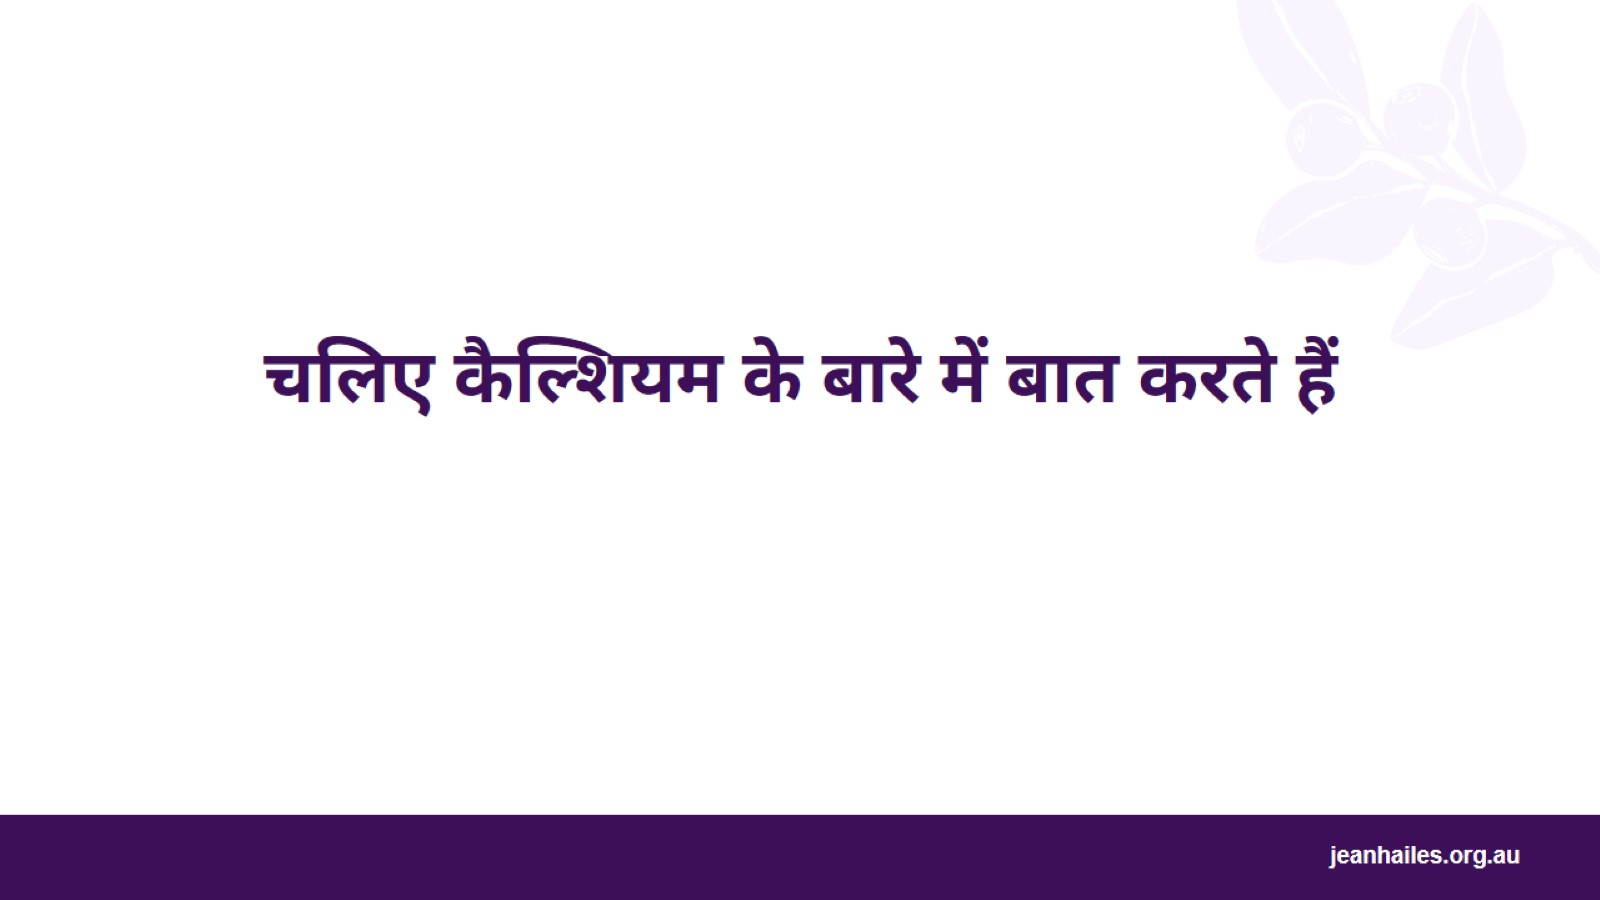 चलिए कैल्शियम के बारे में बात करते हैं
jeanhailes.org.au